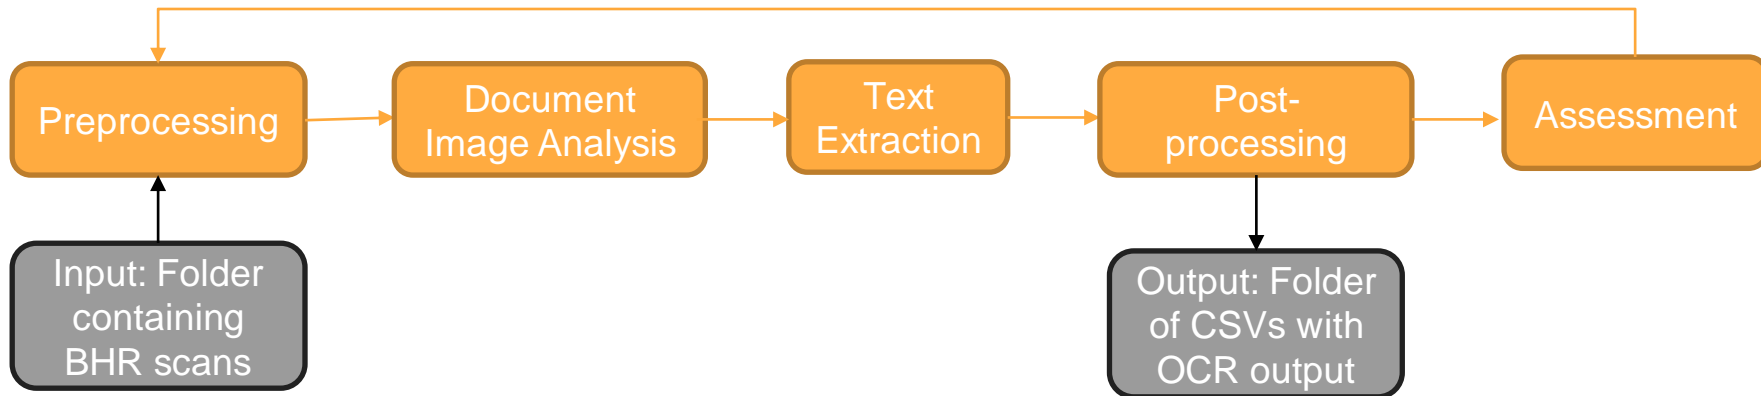 Preprocessing
Document
Image Analysis
Text
Extraction
Post-
processing
Assessment
Input: Folder
containing
BHR scans
Output: Folder
of CSVs with
OCR output